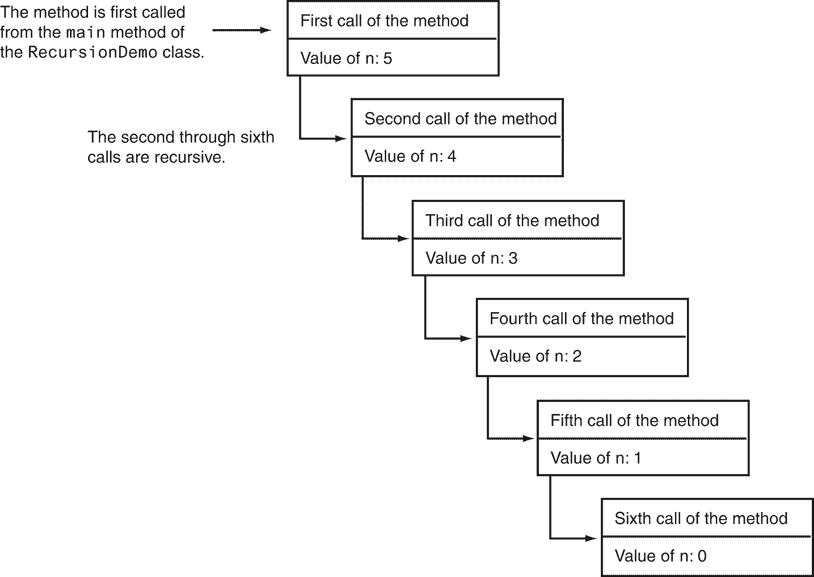 The method is first called
from the main method of
the RecursionDemo class.
First call of the method
Value of n: 5
The second through sixth
calls are recursive.
Second call of the method
Value of n: 4
Third call of the method
Value of n: 3
Fourth call of the method
Value of n: 2
Fifth call of the method
Value of n: 1
Sixth call of the method
Value of n: 0